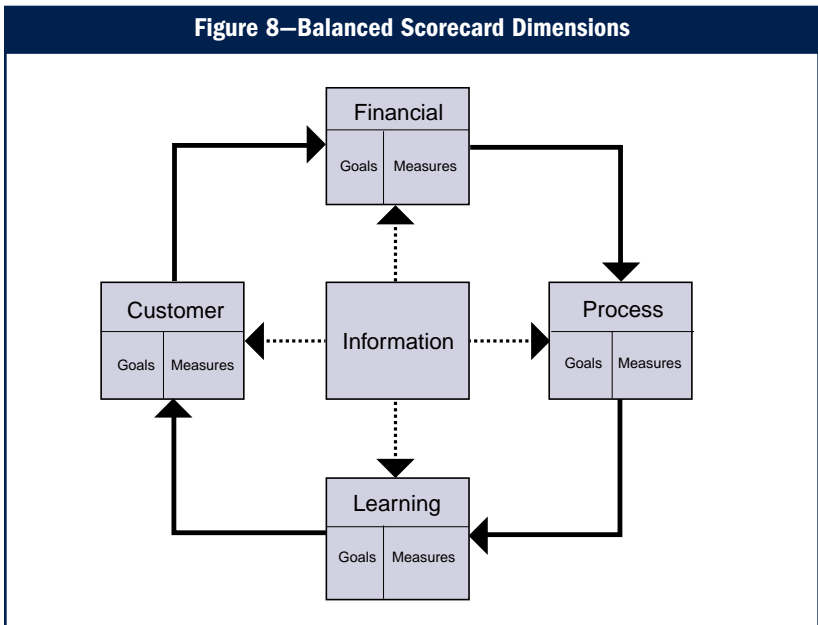 Figure 8—Balanced Scorecard Dimensions
Financial
Goals Measures
Customer
Goals Measures
Information
Process
Goals Measures
Learning
Goals Measures